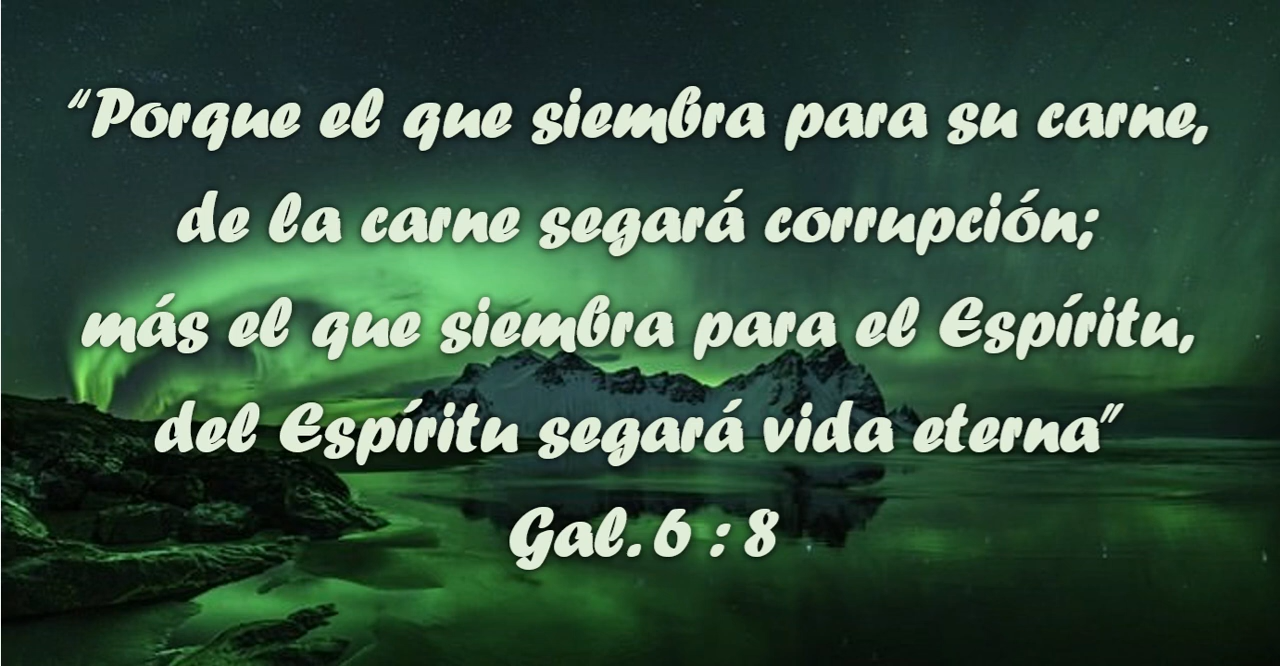 “Porque el que siembra para su carne,
de la carne segará corrupción;
más el que siembra para el Espíritu,
del Espíritu segará vida eterna”
Gal. 6 : 8